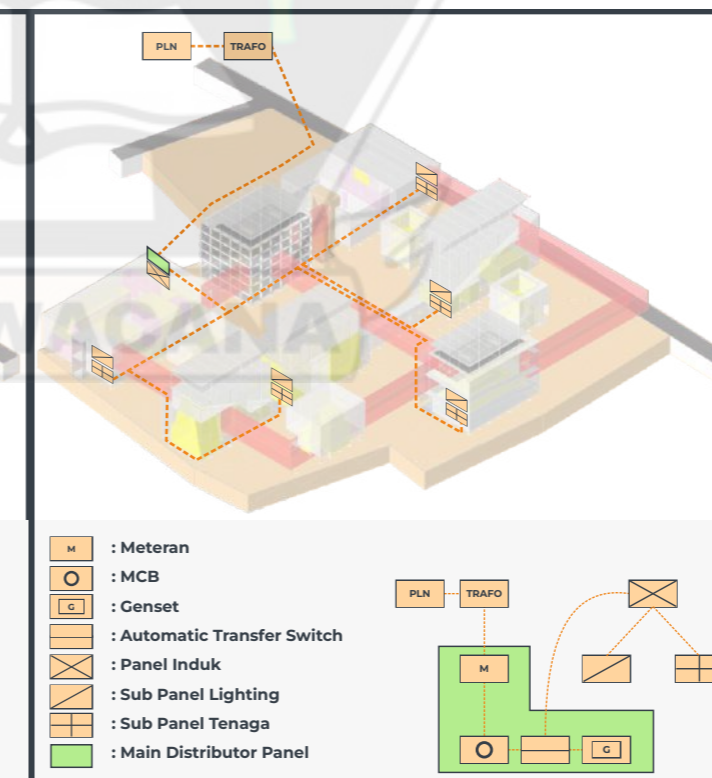 PLN
TRAFO
WACANA
M : Meteran
: MCB
G : Genset
: Automatic Transfer Switch
: Panel Induk
: Sub Panel Lighting
: Sub Panel Tenaga
: Main Distributor Panel
PLN
TRAFO
M
G